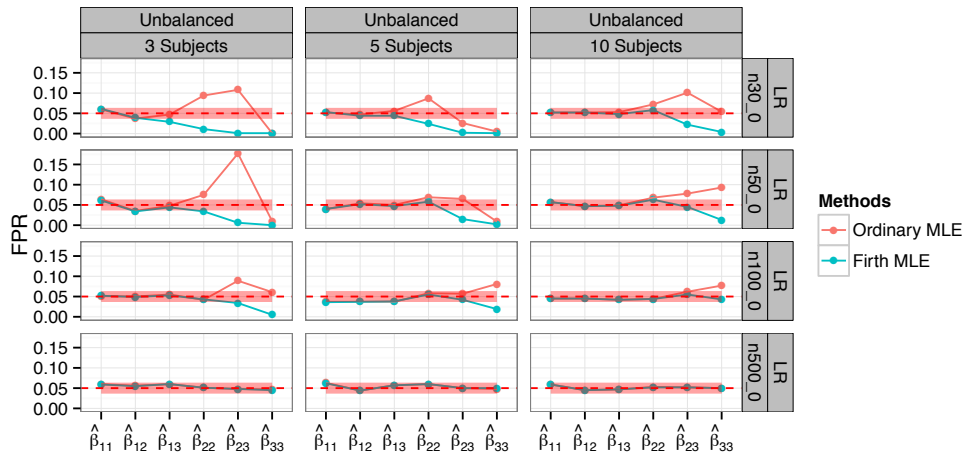 Unbalanced Unbalanced Unbalanced
3 Subjects 5 Subjects 10 Subjects
0.15
0.10
0.05
0.00
n30_0 LR
0.15
0.10
0.05
0.00
n50_0 LR
0.15
0.10
0.05
0.00
n100_0 LR
0.15
0.10
0.05
0.00
n500_0 LR
FPR
β̂₁₁ β̂₁₂ β̂₁₃ β̂₂₂ β̂₂₃ β̂₃₃ β̂₁₁ β̂₁₂ β̂₁₃ β̂₂₂ β̂₂₃ β̂₃₃ β̂₁₁ β̂₁₂ β̂₁₃ β̂₂₂ β̂₂₃ β̂₃₃
Methods
Ordinary MLE
Firth MLE